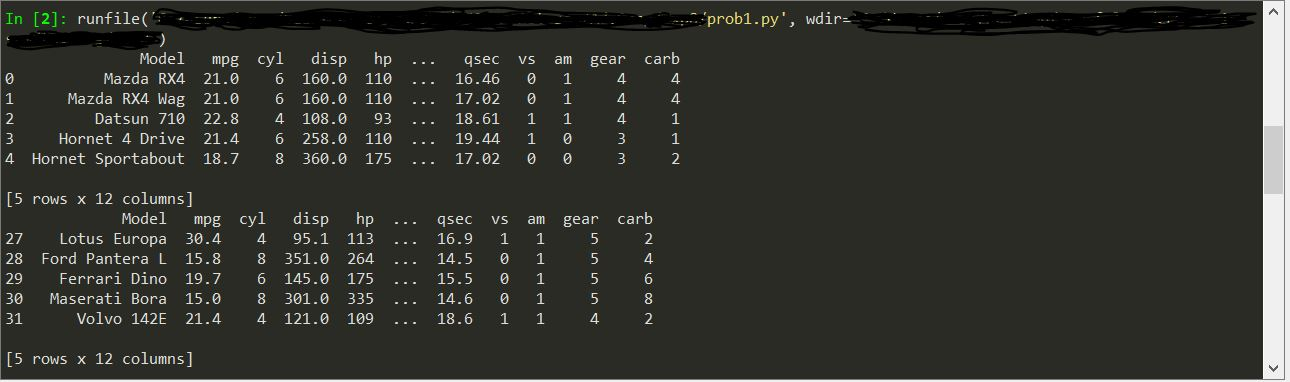 In [2]: runfile('/prob1.py', wdir=
)
Model mpg cyl disp hp ... qsec vs am gear carb
0 Mazda RX4 21.0 6 160.0 110 ... 16.46 0 1 4 4
1 Mazda RX4 Wag 21.0 6 160.0 110 ... 17.02 0 1 4 4
2 Datsun 710 22.8 4 108.0 93 ... 18.61 1 1 4 1
3 Hornet 4 Drive 21.4 6 258.0 110 ... 19.44 1 0 3 1
4 Hornet Sportabout 18.7 8 360.0 175 ... 17.02 0 0 3 2
[5 rows x 12 columns]
Model mpg cyl disp hp ... qsec vs am gear carb
27 Lotus Europa 30.4 4 95.1 113 ... 16.9 1 1 5 2
28 Ford Pantera L 15.8 8 351.0 264 ... 14.5 0 1 5 4
29 Ferrari Dino 19.7 6 145.0 175 ... 15.5 0 1 5 6
30 Maserati Bora 15.0 8 301.0 335 ... 14.6 0 1 5 8
31 Volvo 142E 21.4 4 121.0 109 ... 18.6 1 1 4 2
[5 rows x 12 columns]